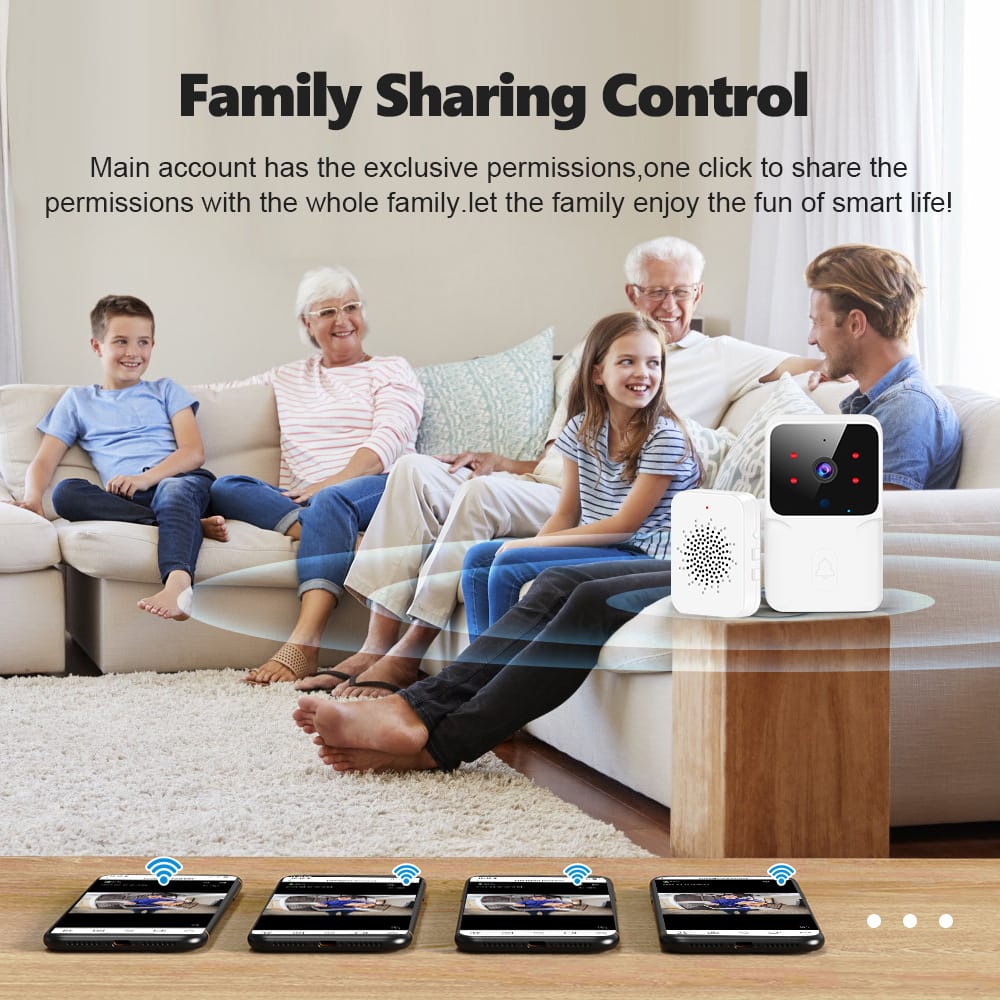 Family Sharing Control
Main account has the exclusive permissions,one click to share the
permissions with the whole family.let the family enjoy the fun of smart life!